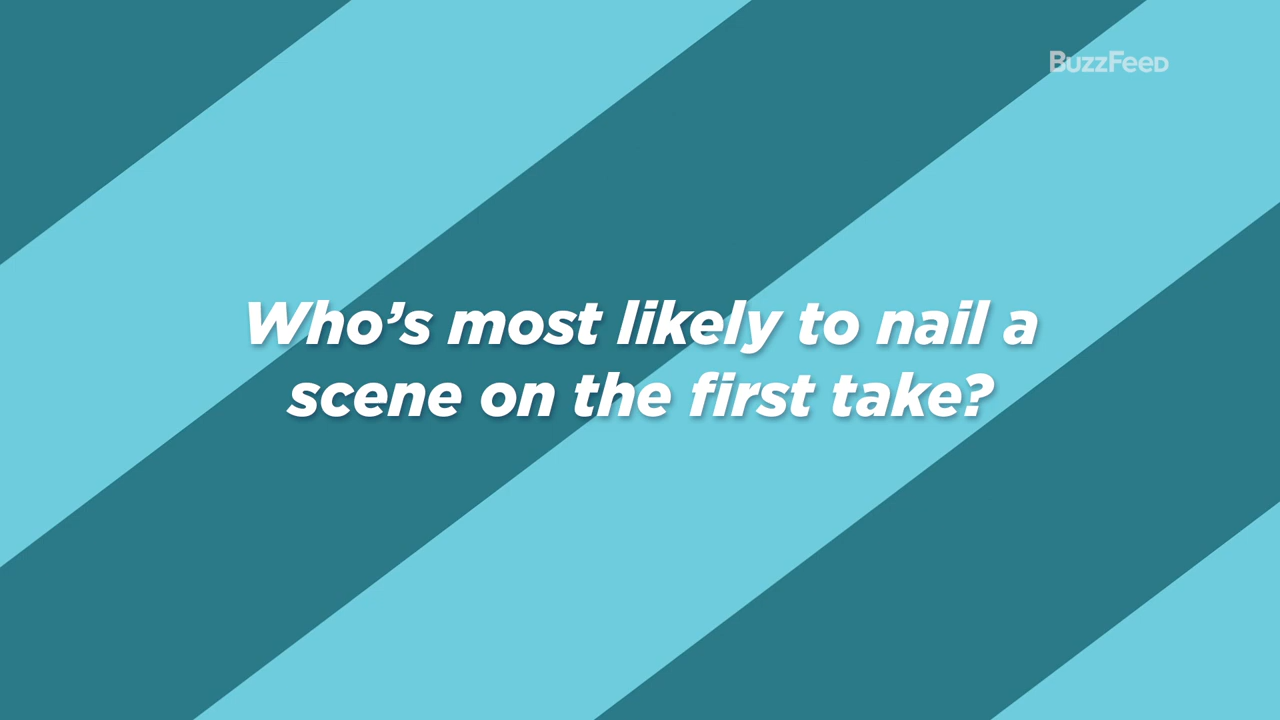 BuzzFeed
Who’s most likely to nail a
scene on the first take?